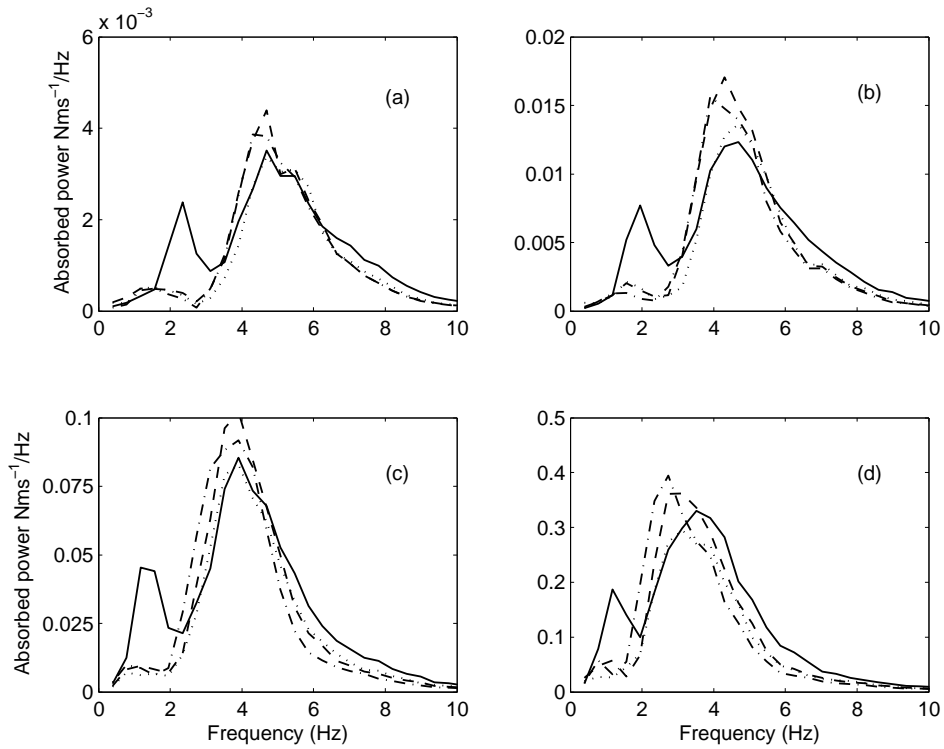 x 10⁻³
6
4
2
0
0 2 4 6 8 10
Absorbed power Nms⁻¹/Hz
(a)
0.02
0.015
0.01
0.005
0
0 2 4 6 8 10
(b)
0.1
0.075
0.05
0.025
0
0 2 4 6 8 10
Absorbed power Nms⁻¹/Hz
Frequency (Hz)
(c)
0.5
0.4
0.3
0.2
0.1
0
0 2 4 6 8 10
Frequency (Hz)
(d)